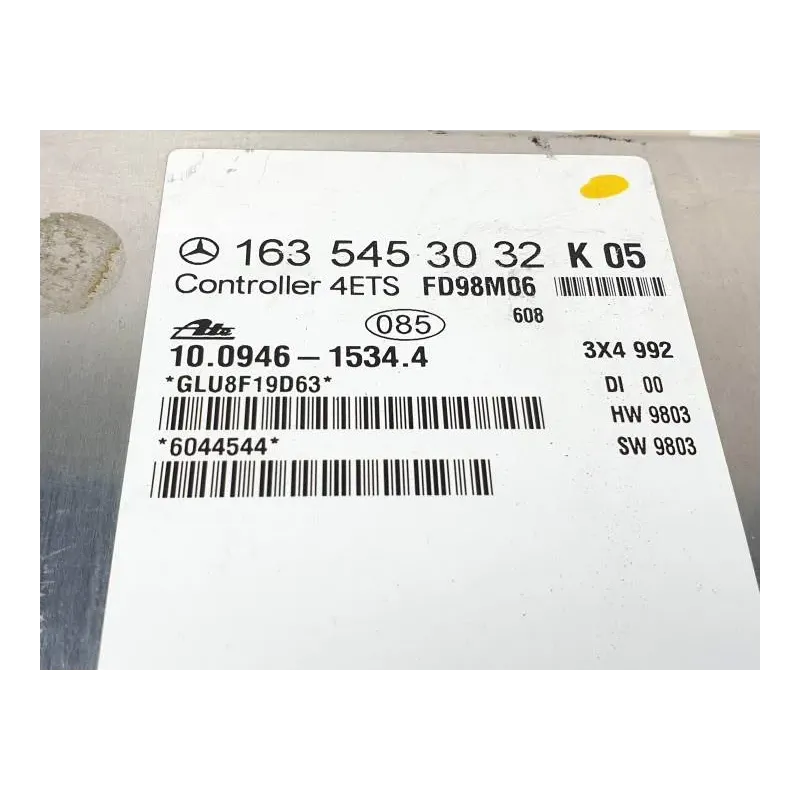 163 545 30 32 K 05
Controller 4ETS FD98M06
608
Ate 085
10.0946-1534.4 3X4 992
*GLU8F19D63* DI 00
HW 9803
*6044544* SW 9803